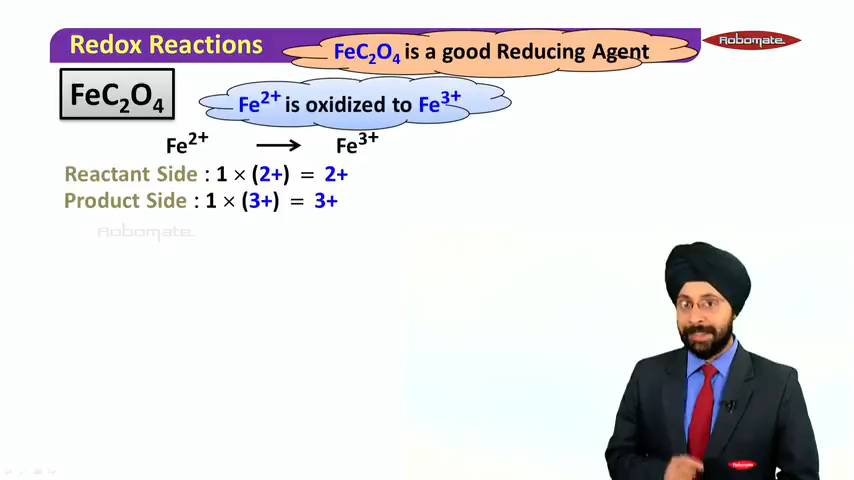 Redox Reactions
FeC₂O₄ is a good Reducing Agent
Robomate
FeC₂O₄
Fe²⁺ is oxidized to Fe³⁺
Fe²⁺ → Fe³⁺
Reactant Side : 1 × (2+) = 2+
Product Side : 1 × (3+) = 3+
Robomate
Robomate